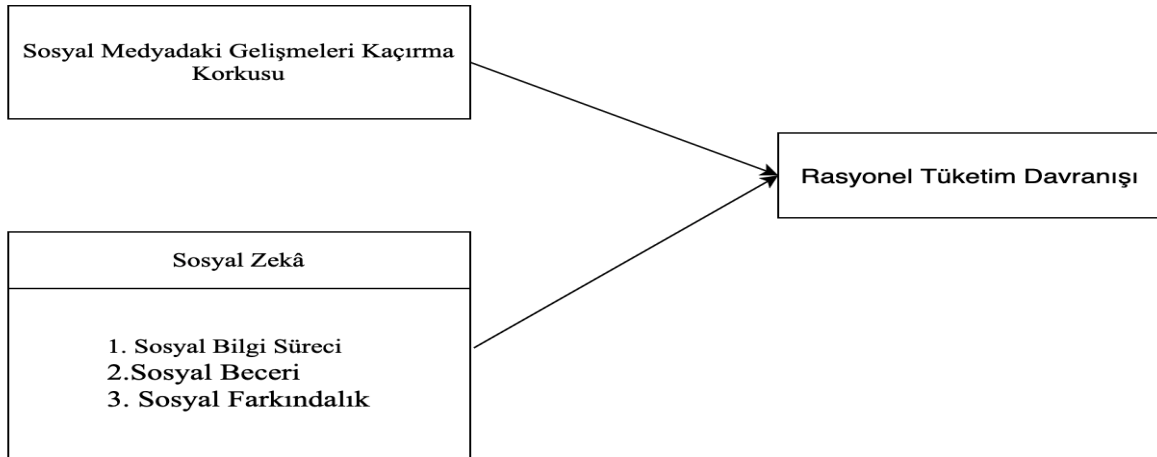 Sosyal Medyadaki Gelişmeleri Kaçırma
Korkusu
Rasyonel Tüketim Davranışı
Sosyal Zekâ
1. Sosyal Bilgi Süreci
2.Sosyal Beceri
3. Sosyal Farkındalık